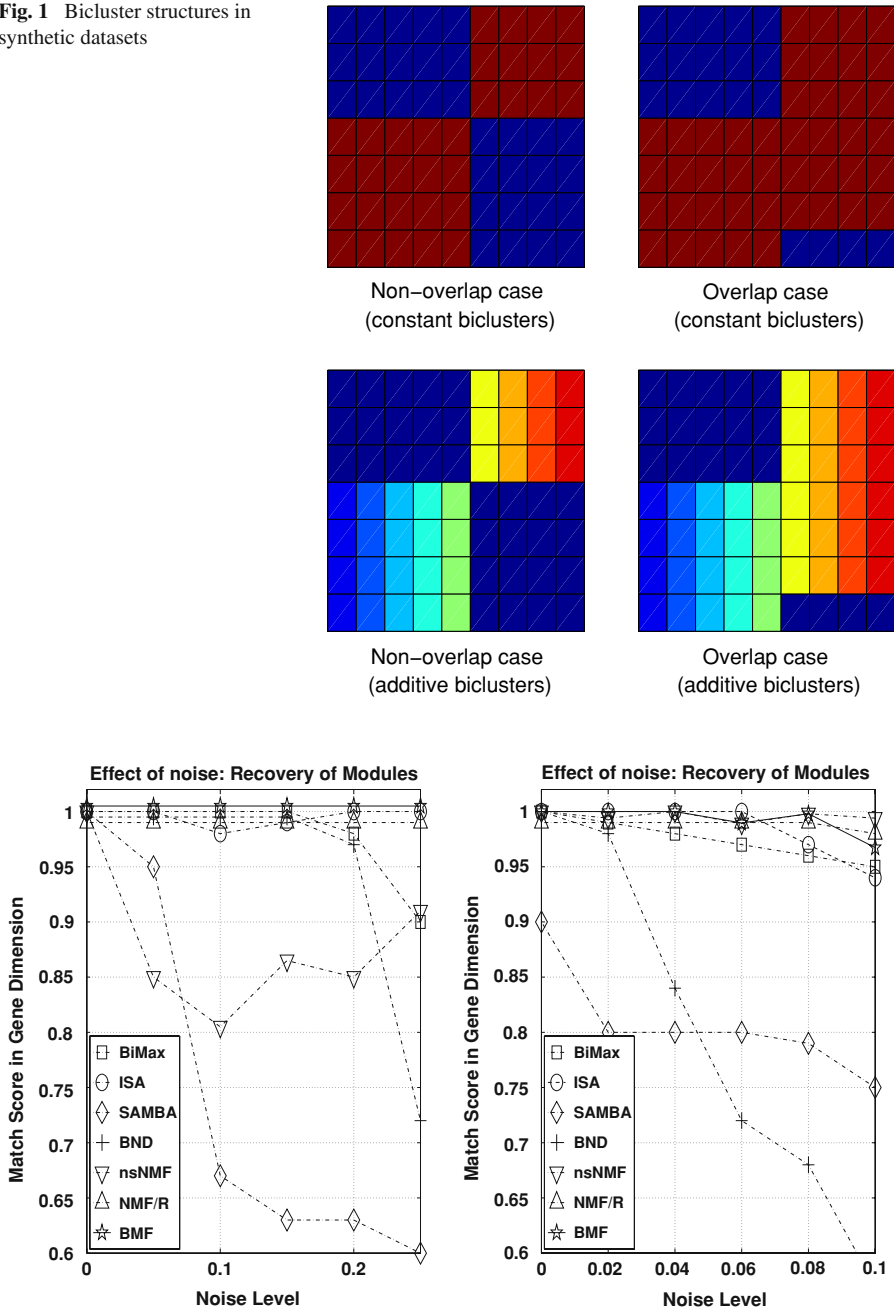 Fig. 1 Bicluster structures in
synthetic datasets
Non−overlap case
(constant biclusters)
Overlap case
(constant biclusters)
Non−overlap case
(additive biclusters)
Overlap case
(additive biclusters)
Effect of noise: Recovery of Modules
Match Score in Gene Dimension
1
0.95
0.9
0.85
0.8
0.75
0.7
0.65
0.6
BiMax
ISA
SAMBA
BND
nsNMF
NMF/R
BMF
0
0.1
0.2
Noise Level
Effect of noise: Recovery of Modules
Match Score in Gene Dimension
1
0.95
0.9
0.85
0.8
0.75
0.7
0.65
0.6
BiMax
ISA
SAMBA
BND
nsNMF
NMF/R
BMF
0
0.02
0.04
0.06
0.08
0.1
Noise Level